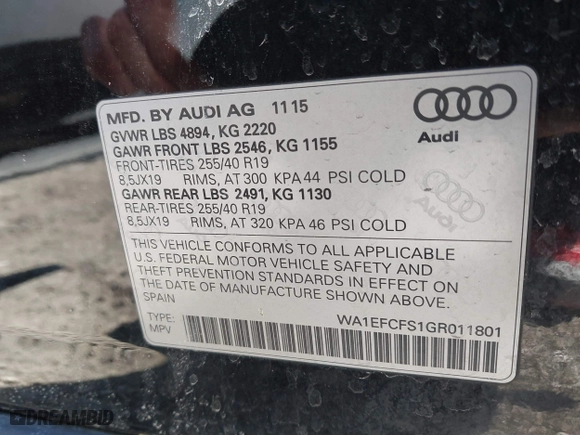 MFD. BY AUDI AG 11 15
GVWR LBS 4894, KG 2220
GAWR FRONT LBS 2546, KG 1155
FRONT-TIRES 255/40 R19
8,5JX19 RIMS, AT 300 KPA 44 PSI COLD
GAWR REAR LBS 2491, KG 1130
REAR-TIRES 255/40 R19
8,5JX19 RIMS, AT 320 KPA 46 PSI COLD
Audi
Audi
THIS VEHICLE CONFORMS TO ALL APPLICABLE
U.S. FEDERAL MOTOR VEHICLE SAFETY AND
THEFT PREVENTION STANDARDS IN EFFECT ON
THE DATE OF MANUFACTURE SHOWN ABOVE.
SPAIN
TYPE:
MPV WA1EFCFS1GR011801
DREAMBID